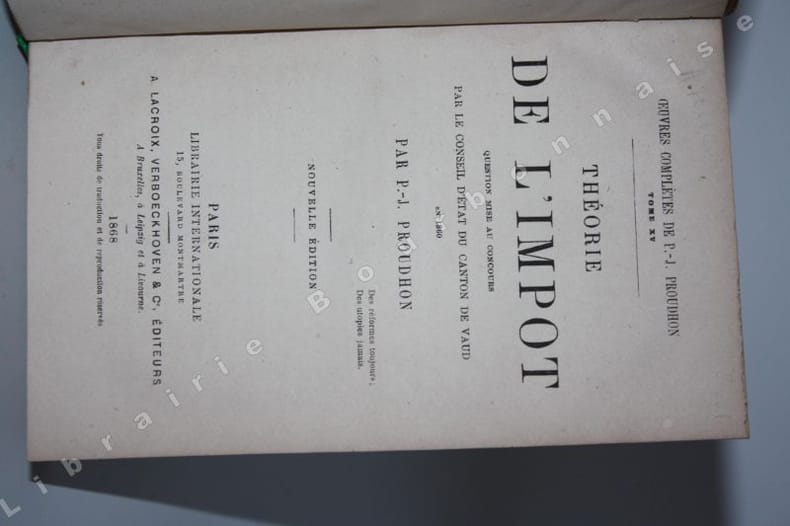 ŒUVRES COMPLÈTES DE P.-J. PROUDHON
TOME XV
THÉORIE
DE L'IMPOT
QUESTION MISE AU CONCOURS
PAR LE CONSEIL D'ETAT DU CANTON DE VAUD
EN 1860
PAR P.-J. PROUDHON
Des réformes toujours;
Des utopies jamais.
NOUVELLE ÉDITION
PARIS
LIBRAIRIE INTERNATIONALE
15, BOULEVARD MONTMARTRE
A. LACROIX, VERBOECKHOVEN & Cᵉ, ÉDITEURS
A Bruxelles, à Leipzig et à Livourne.
1868
Tous droits de traduction et de reproduction réservés
Librairie Bonnaise